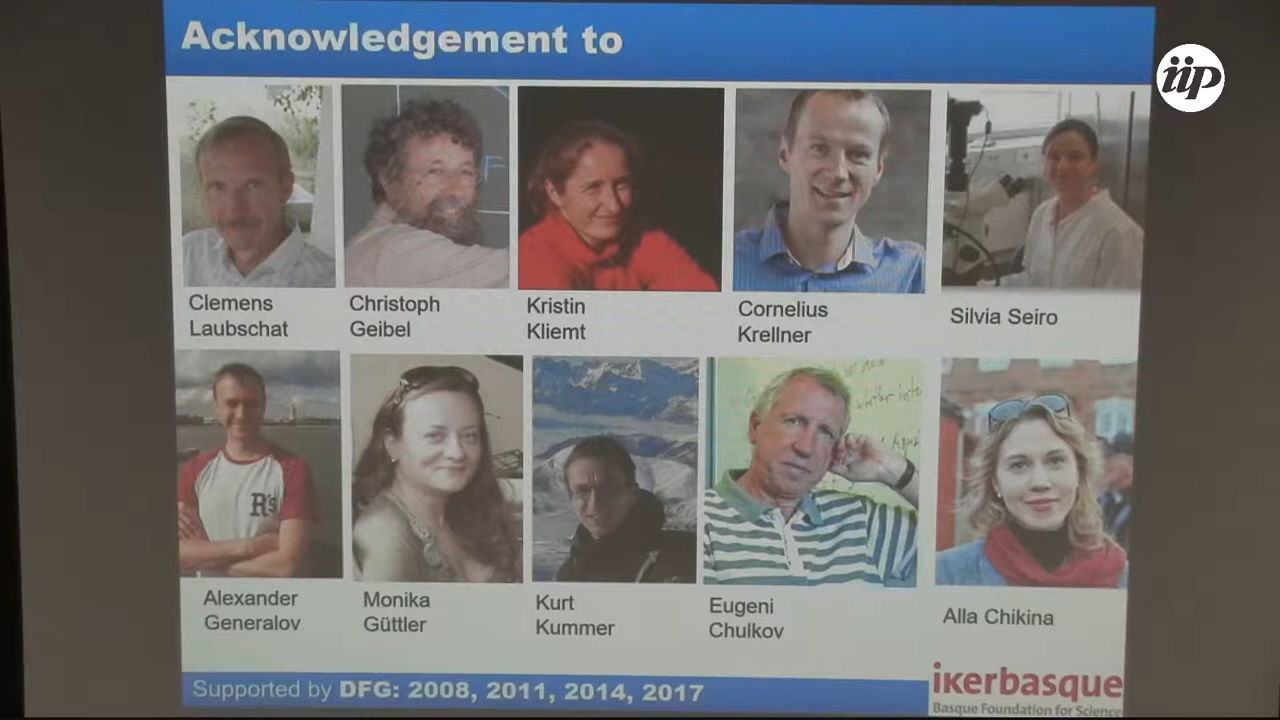 Acknowledgement to
iip
F
Clemens
Laubschat
Christoph
Geibel
Kristin
Kliemt
Cornelius
Krellner
Silvia Seiro
R's
Alexander
Generalov
Monika
Güttler
Kurt
Kummer
Eugeni
Chulkov
Alla Chikina
Supported by DFG: 2008, 2011, 2014, 2017
ikerbasque
Basque Foundation for Science